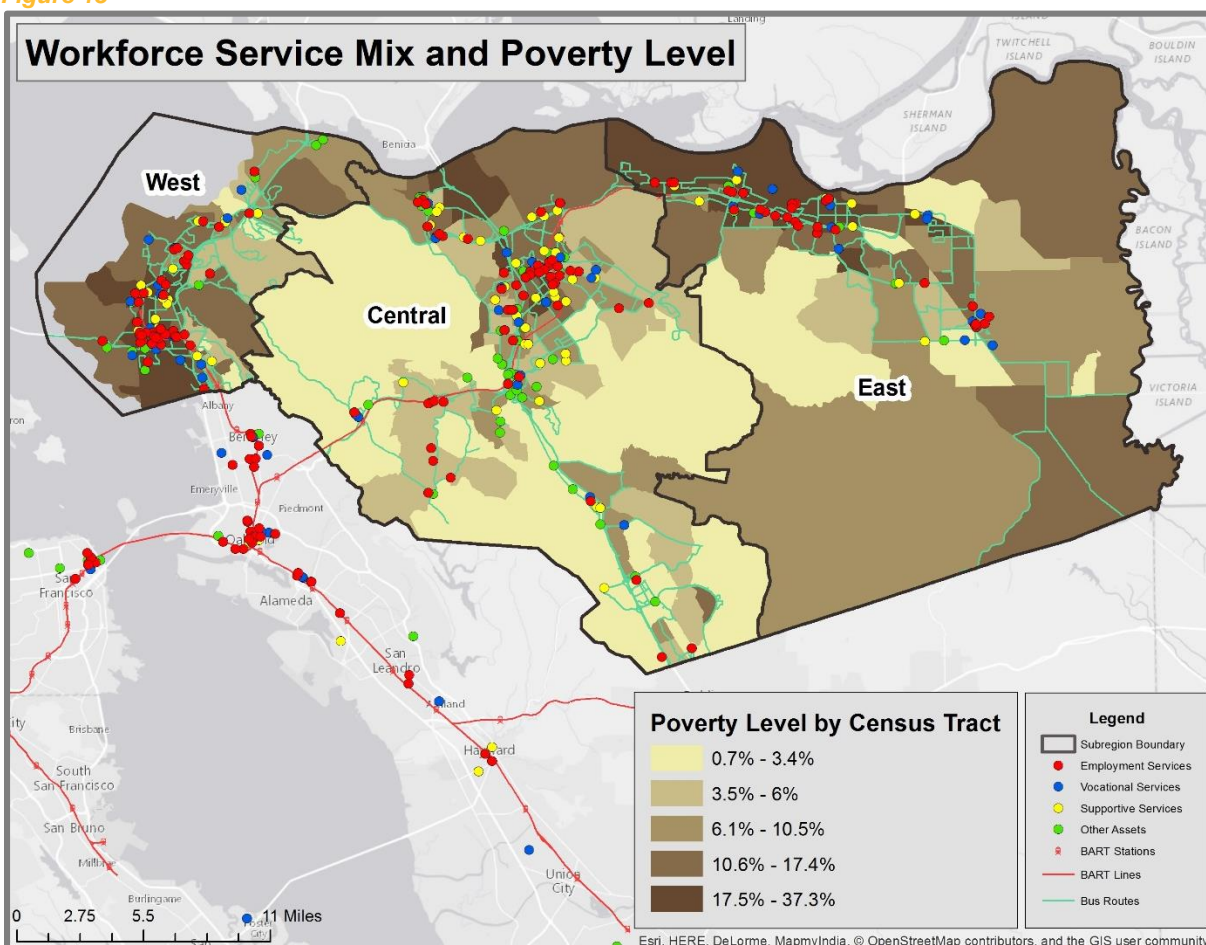 Workforce Service Mix and Poverty Level
Landing
TWITCHELL
ISLAND
BOULDIN
ISLAND
SHERMAN
ISLAND
Benicia
West
BACON
ISLAND
Central
East
VICTORIA
ISLAND
Albany
Berkeley
Emeryville
Piedmont
Oakland
San
Francisco
Alameda
San
Leandro
Ashland
City
Brisbane
Hayward
South
San Francisco
San Bruno
Millbrae
Burlingame
Union
City
Foster
City
San
0 2.75 5.5 11 Miles
Poverty Level by Census Tract
0.7% - 3.4%
3.5% - 6%
6.1% - 10.5%
10.6% - 17.4%
17.5% - 37.3%
Legend
Subregion Boundary
Employment Services
Vocational Services
Supportive Services
Other Assets
BART Stations
BART Lines
Bus Routes
Esri, HERE, DeLorme, MapmyIndia, © OpenStreetMap contributors, and the GIS user community